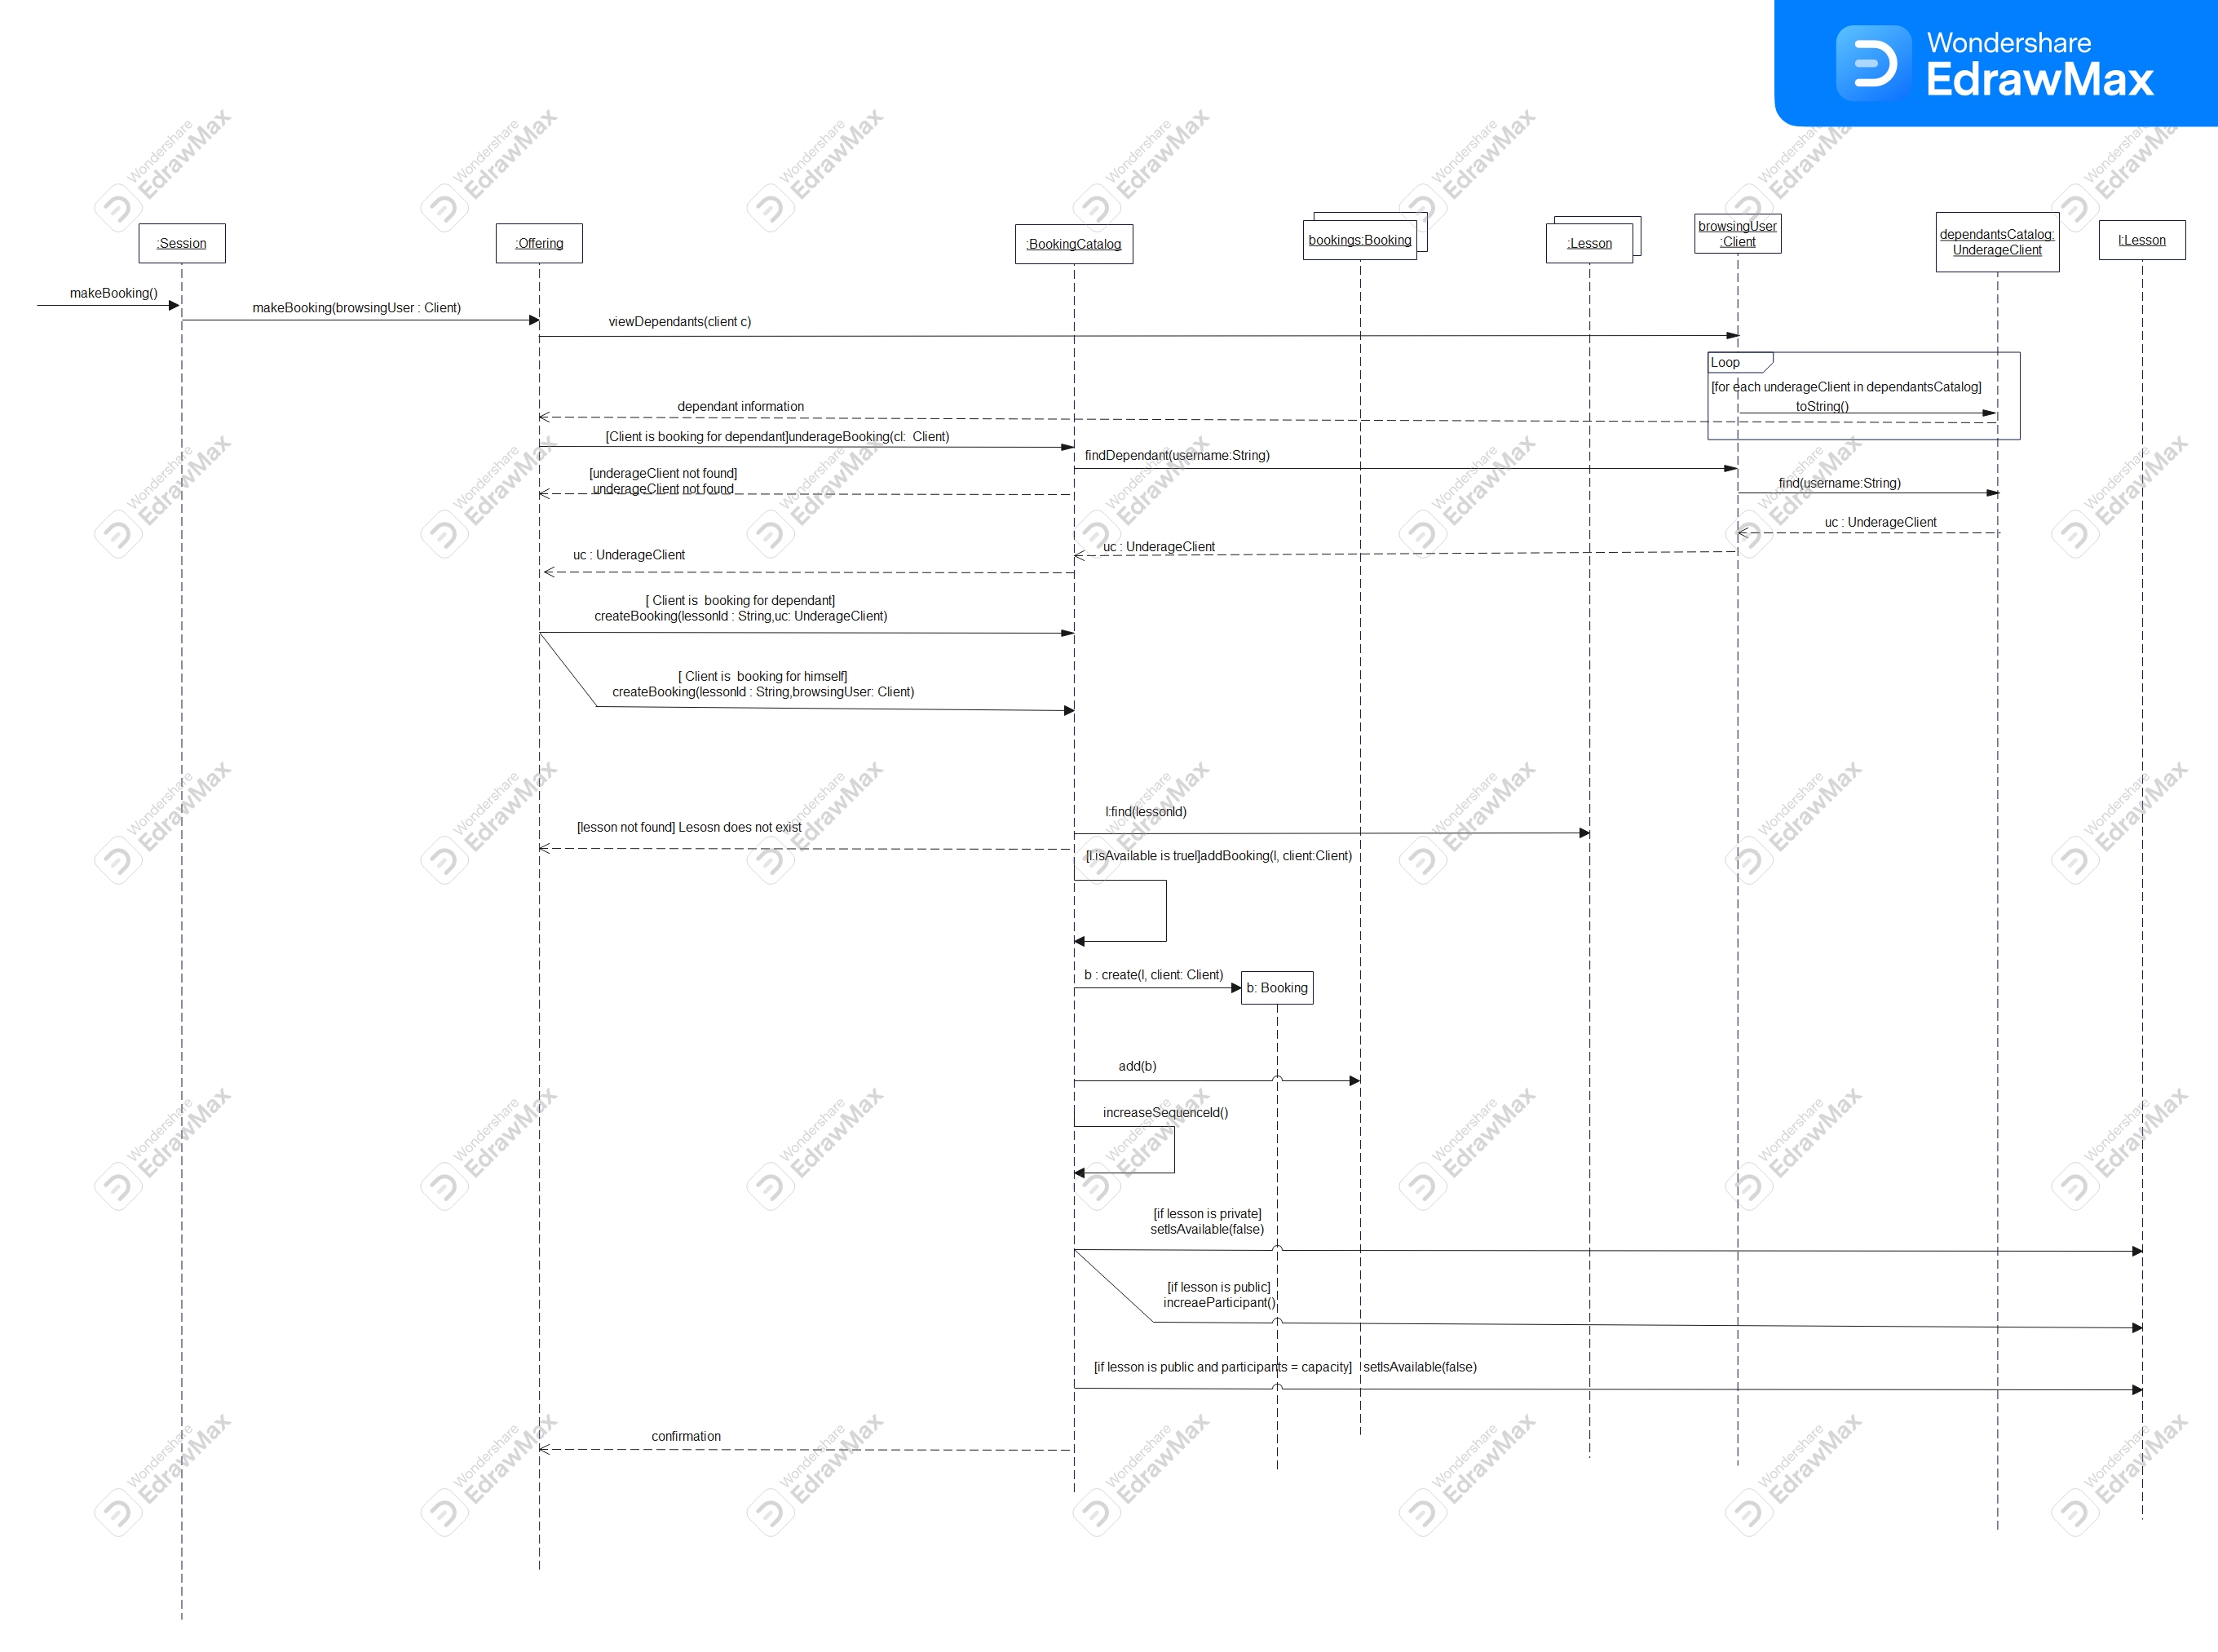 Wondershare
EdrawMax
:Session
:Offering
:BookingCatalog
bookings:Booking
:Lesson
browsingUser
:Client
dependantsCatalog:
UnderageClient
l:Lesson
makeBooking()
makeBooking(browsingUser : Client)
viewDependants(client c)
Loop
[for each underageClient in dependantsCatalog]
toString()
dependant information
[Client is booking for dependant]underageBooking(cl:  Client)
findDependant(username:String)
[underageClient not found]
underageClient not found
find(username:String)
uc : UnderageClient
uc : UnderageClient
uc : UnderageClient
[ Client is  booking for dependant]
createBooking(lessonId : String,uc: UnderageClient)
[ Client is  booking for himself]
createBooking(lessonId : String,browsingUser: Client)
l:find(lessonId)
[lesson not found] Lesosn does not exist
[l.isAvailable is true]addBooking(l, client:Client)
b : create(l, client: Client)
b: Booking
add(b)
increaseSequenceId()
[if lesson is private]
setIsAvailable(false)
[if lesson is public]
increaeParticipant()
[if lesson is public and participants = capacity]   setIsAvailable(false)
confirmation